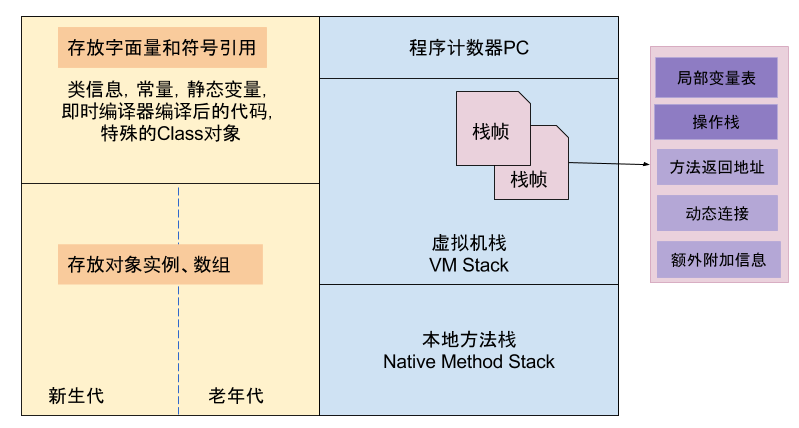 存放字面量和符号引用
类信息, 常量, 静态变量,
即时编译器编译后的代码,
特殊的Class对象
存放对象实例、数组
新生代
老年代
程序计数器PC
栈帧
栈帧
虚拟机栈
VM Stack
本地方法栈
Native Method Stack
局部变量表
操作栈
方法返回地址
动态连接
额外附加信息